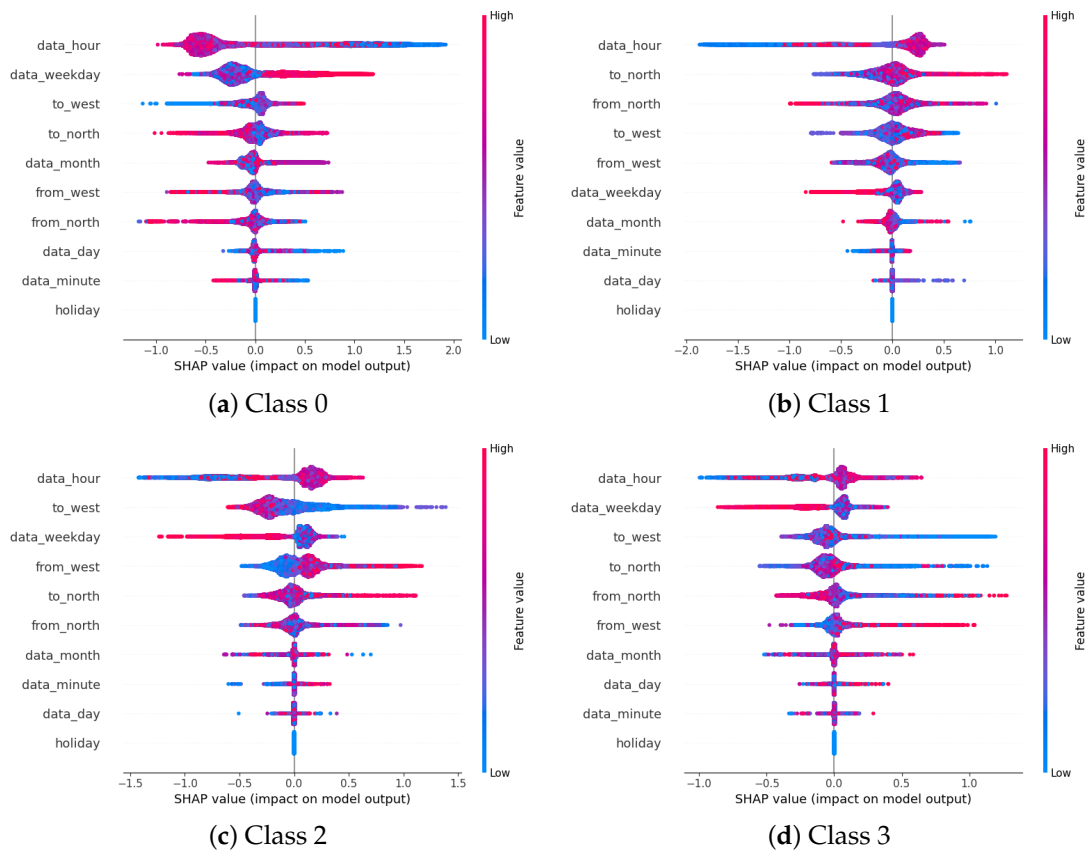 High
data_hour
data_weekday
to_west
to_north
data_month
from_west
from_north
data_day
data_minute
holiday
Feature value
Low
−1.0 −0.5 0.0 0.5 1.0 1.5 2.0
SHAP value (impact on model output)
(a) Class 0
High
data_hour
to_north
from_north
to_west
from_west
data_weekday
data_month
data_minute
data_day
holiday
Feature value
Low
−2.0 −1.5 −1.0 −0.5 0.0 0.5 1.0
SHAP value (impact on model output)
(b) Class 1
High
data_hour
to_west
data_weekday
from_west
to_north
from_north
data_month
data_minute
data_day
holiday
Feature value
Low
−1.5 −1.0 −0.5 0.0 0.5 1.0 1.5
SHAP value (impact on model output)
(c) Class 2
High
data_hour
data_weekday
to_west
to_north
from_north
from_west
data_month
data_day
data_minute
holiday
Feature value
Low
−1.0 −0.5 0.0 0.5 1.0
SHAP value (impact on model output)
(d) Class 3